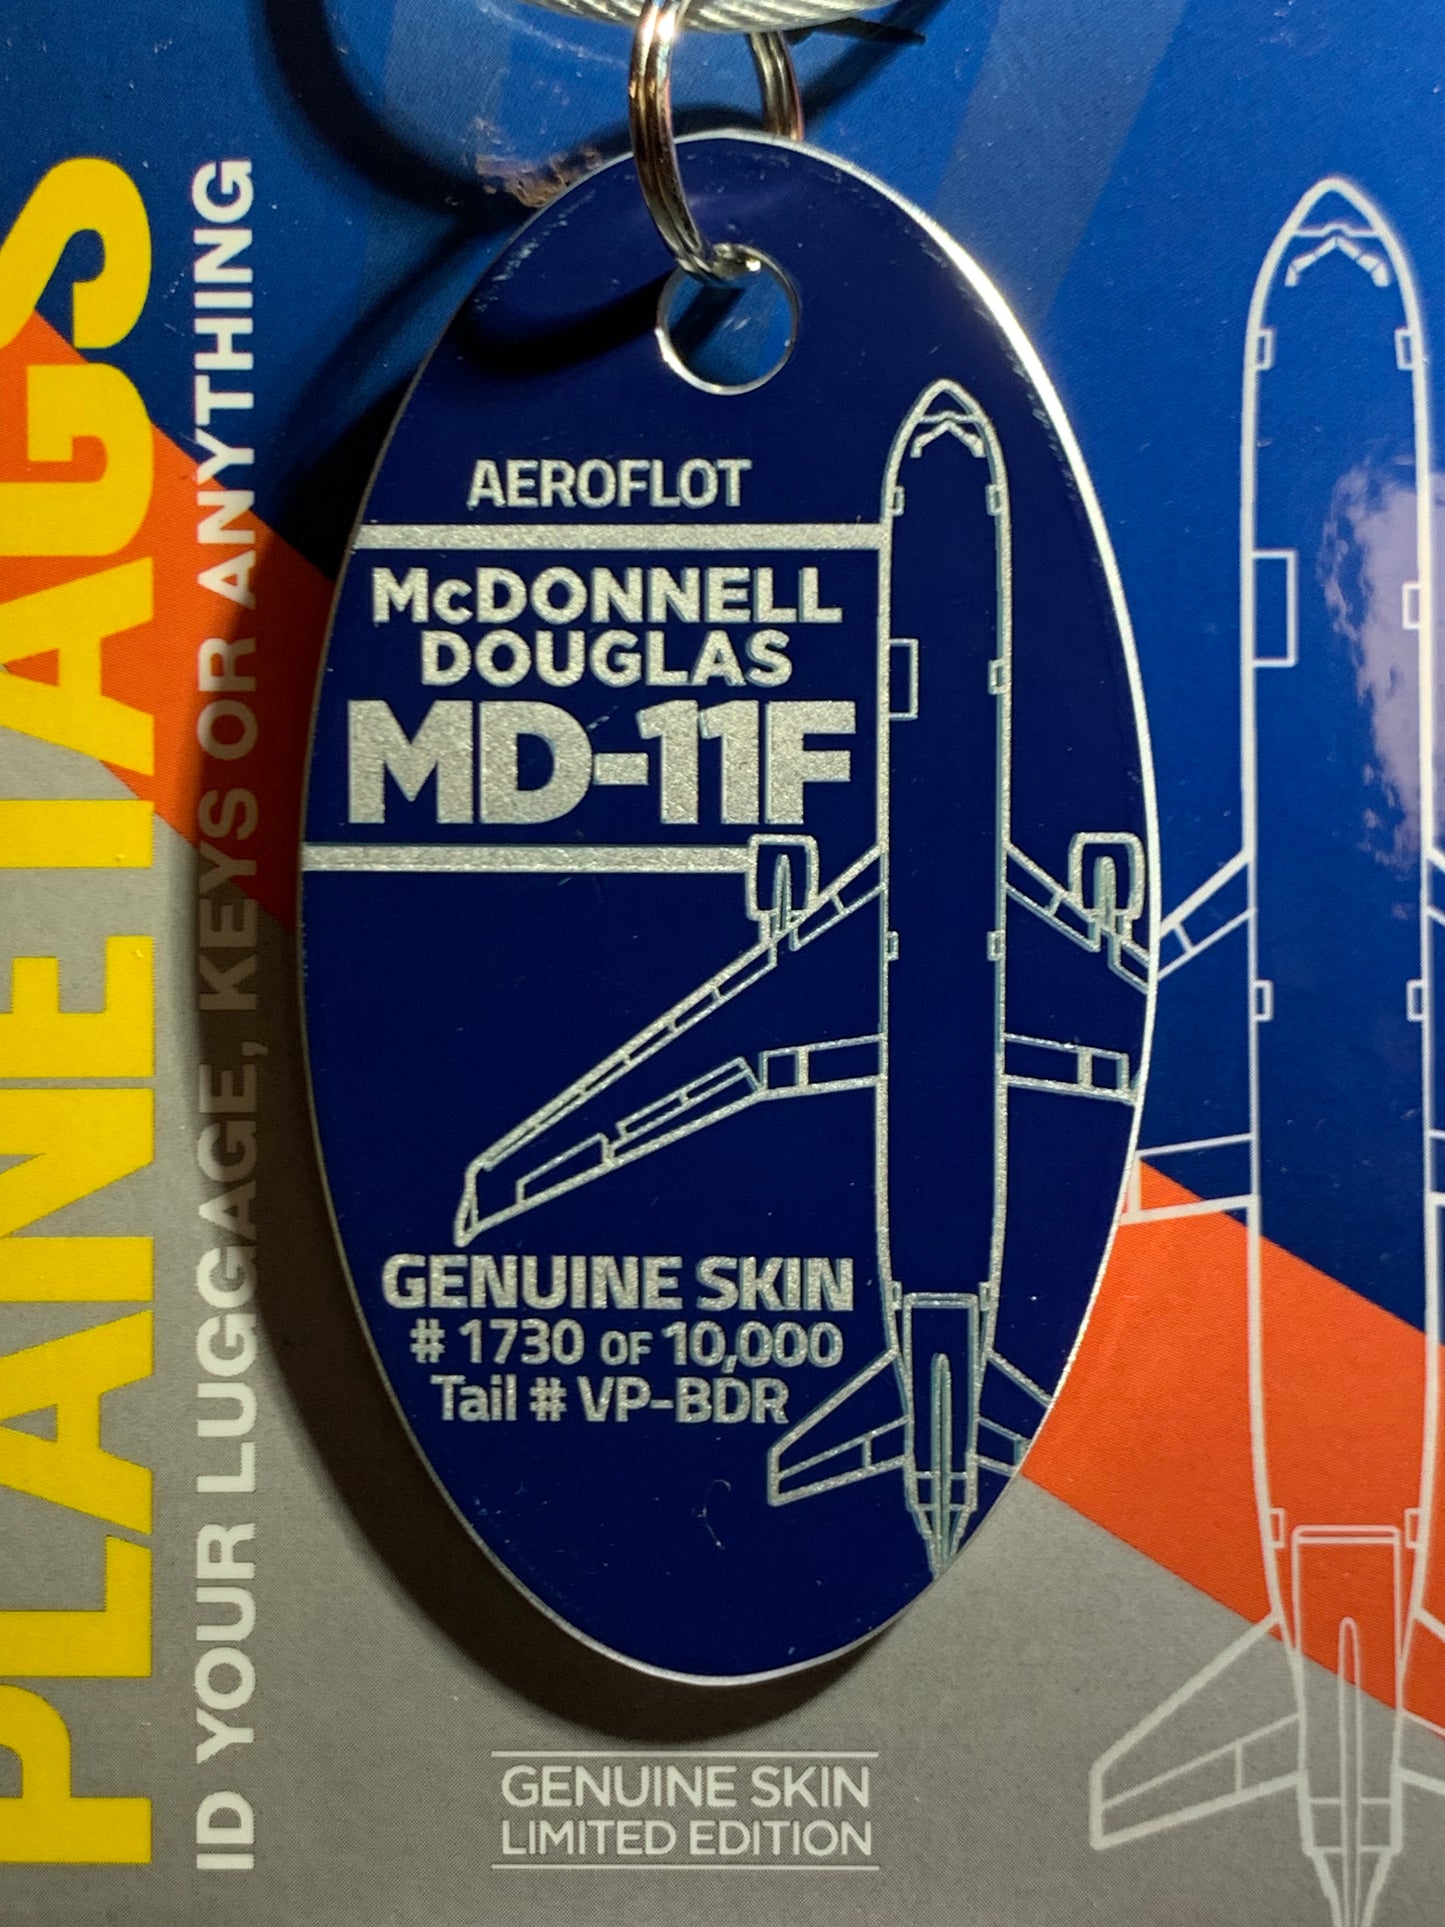 PLANETAGS
ID YOUR LUGGAGE, KEYS OR ANYTHING
AEROFLOT
McDONNELL
DOUGLAS
MD-11F
GENUINE SKIN
# 1730 OF 10,000
Tail # VP-BDR
GENUINE SKIN
LIMITED EDITION